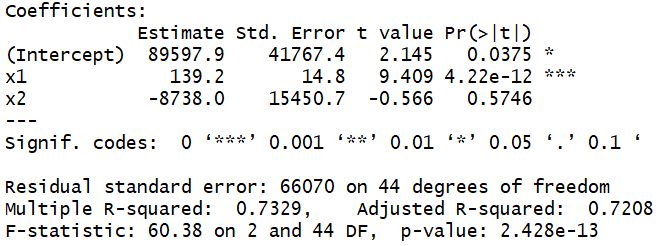 Coefficients:
            Estimate Std. Error t value Pr(>|t|)
(Intercept)  89597.9    41767.4   2.145   0.0375 *
x1             139.2       14.8   9.409 4.22e-12 ***
x2           -8738.0    15450.7  -0.566   0.5746
---
Signif. codes:  0 ‘***’ 0.001 ‘**’ 0.01 ‘*’ 0.05 ‘.’ 0.1 ‘
Residual standard error: 66070 on 44 degrees of freedom
Multiple R-squared:  0.7329,    Adjusted R-squared:  0.7208
F-statistic: 60.38 on 2 and 44 DF,  p-value: 2.428e-13